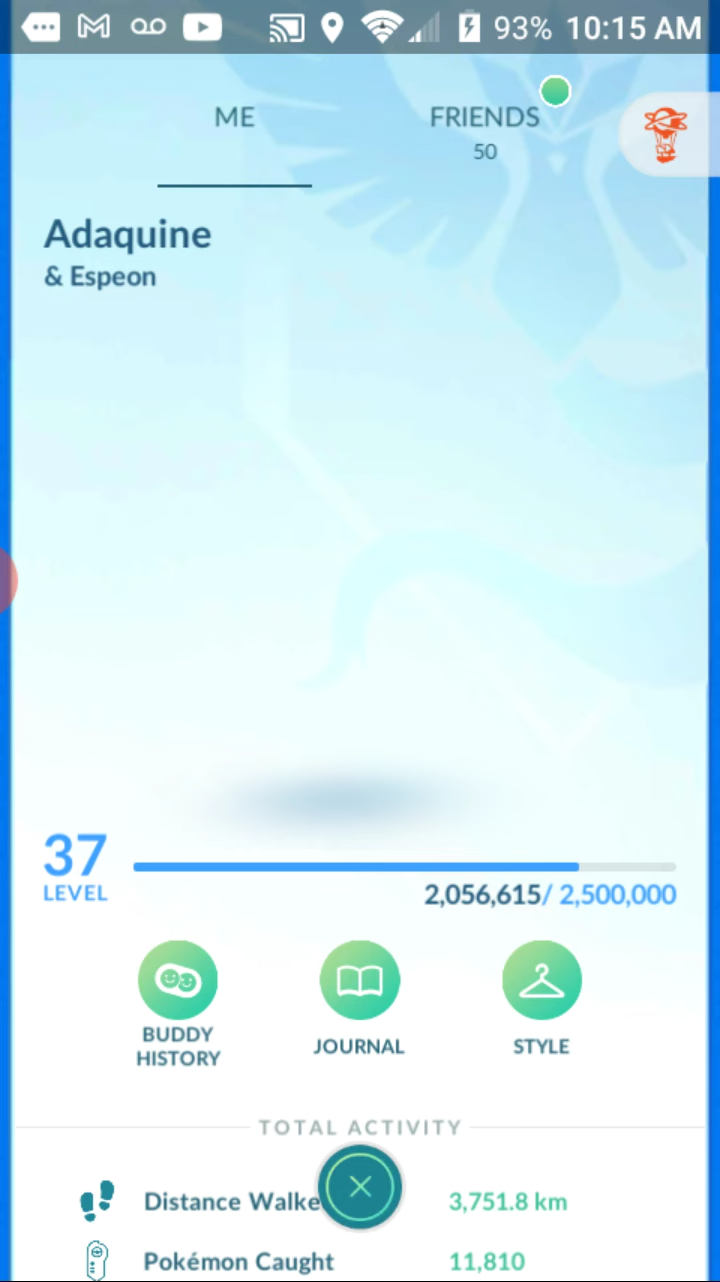 93% 10:15 AM
ME
FRIENDS
50
Adaquine
& Espeon
37
LEVEL
2,056,615/ 2,500,000
BUDDY
HISTORY
JOURNAL
STYLE
TOTAL ACTIVITY
Distance Walke 3,751.8 km
Pokémon Caught 11,810